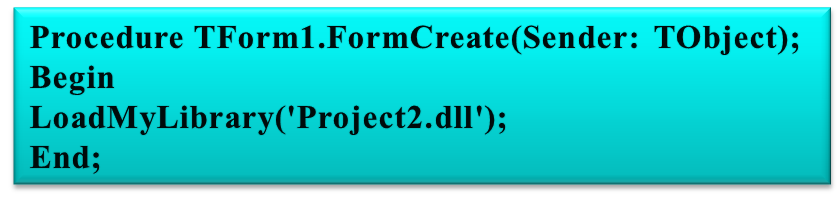 Procedure TForm1.FormCreate(Sender: TObject);
Begin
LoadMyLibrary('Project2.dll');
End;